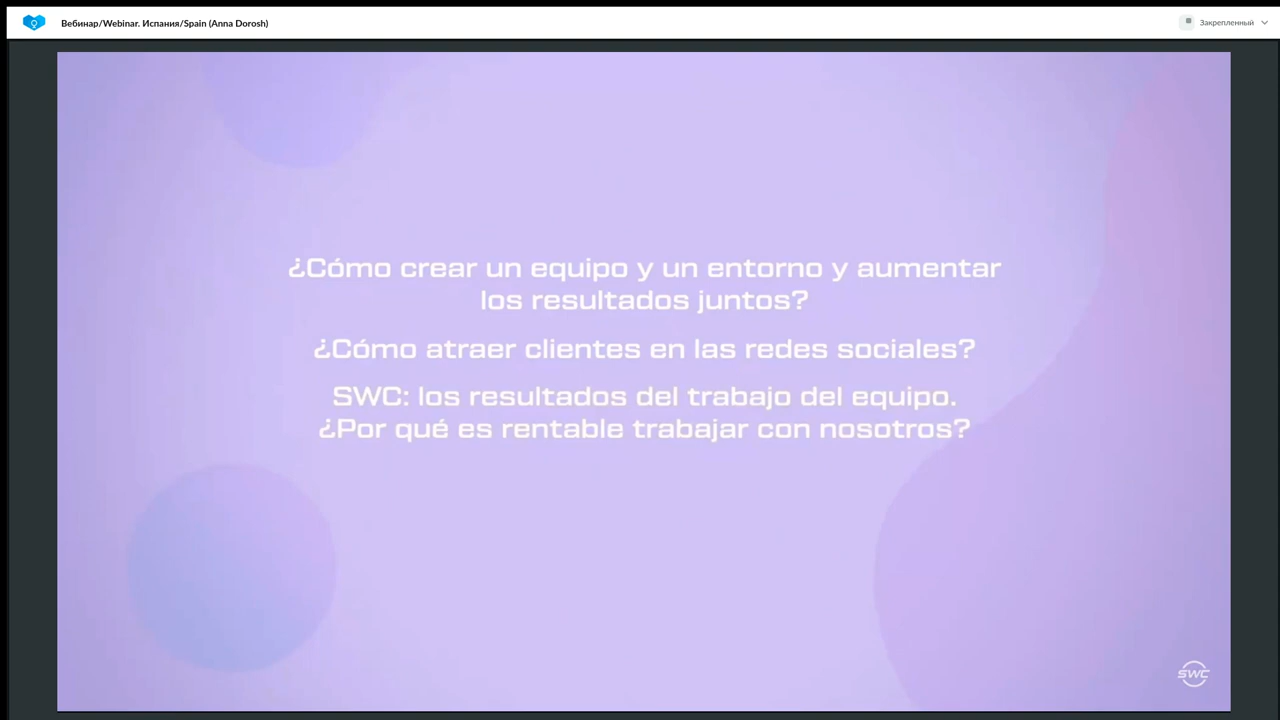 Вебинар/Webinar. Испания/Spain (Anna Dorosh)
Закрепленный
¿Cómo crear un equipo y un entorno y aumentar
los resultados juntos?
¿Cómo atraer clientes en las redes sociales?
SWC: los resultados del trabajo del equipo.
¿Por qué es rentable trabajar con nosotros?
SWC